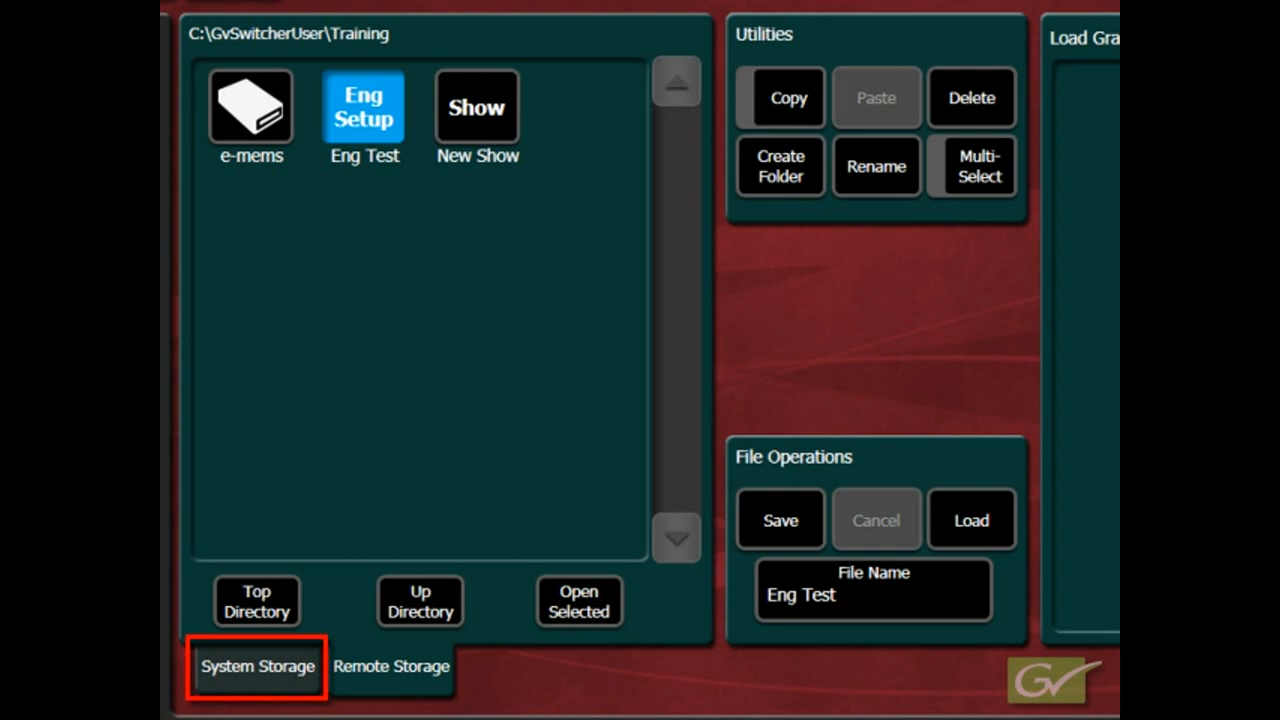 C:\GvSwitcherUser\Training
Eng
Setup
Show
e-mems
Eng Test
New Show
Top
Directory
Up
Directory
Open
Selected
System Storage
Remote Storage
Utilities
Copy
Paste
Delete
Create
Folder
Rename
Multi-
Select
File Operations
Save
Cancel
Load
File Name
Eng Test
Load Gra
GV